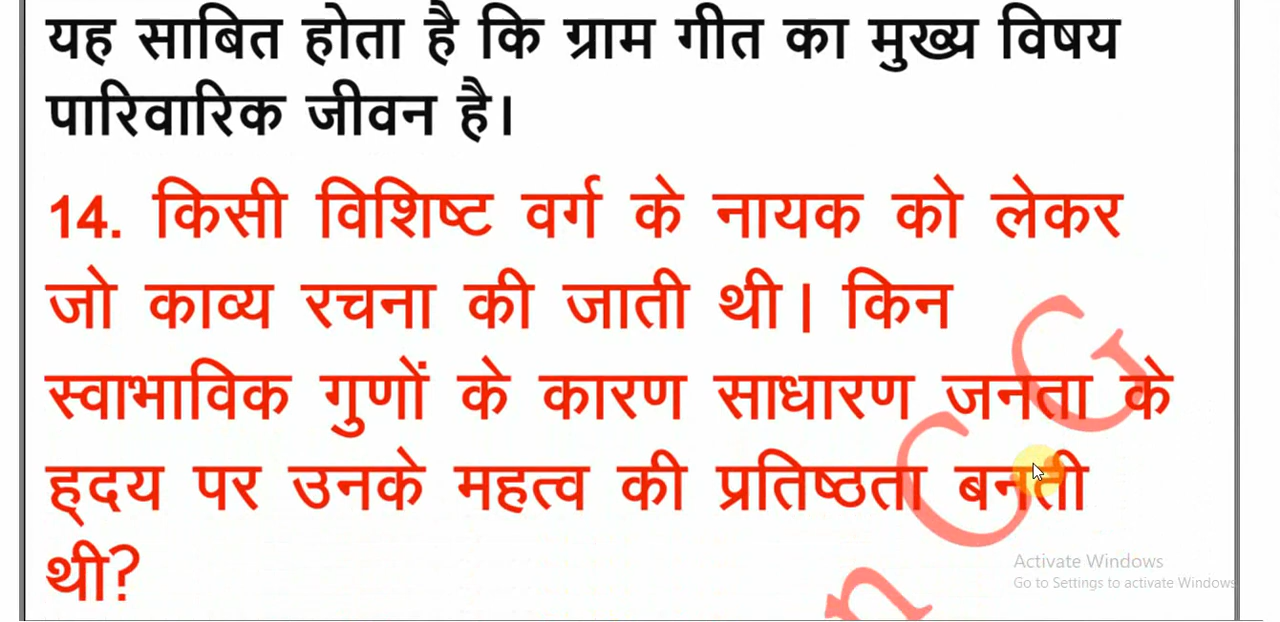 यह साबित होता है कि ग्राम गीत का मुख्य विषय
पारिवारिक जीवन है।
14. किसी विशिष्ट वर्ग के नायक को लेकर
जो काव्य रचना की जाती थी। किन
स्वाभाविक गुणों के कारण साधारण जनता के
ह्दय पर उनके महत्व की प्रतिष्ठता बनती
थी?
n CG
Activate Windows
Go to Settings to activate Windows